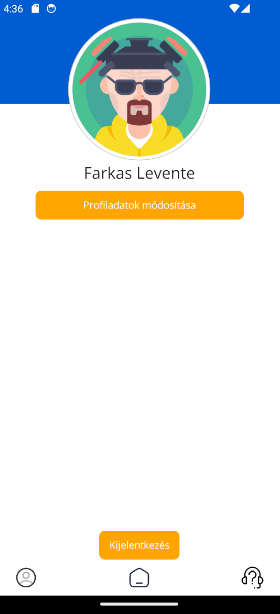 4:36
Farkas Levente
Profiladatok módosítása
Kijelentkezés